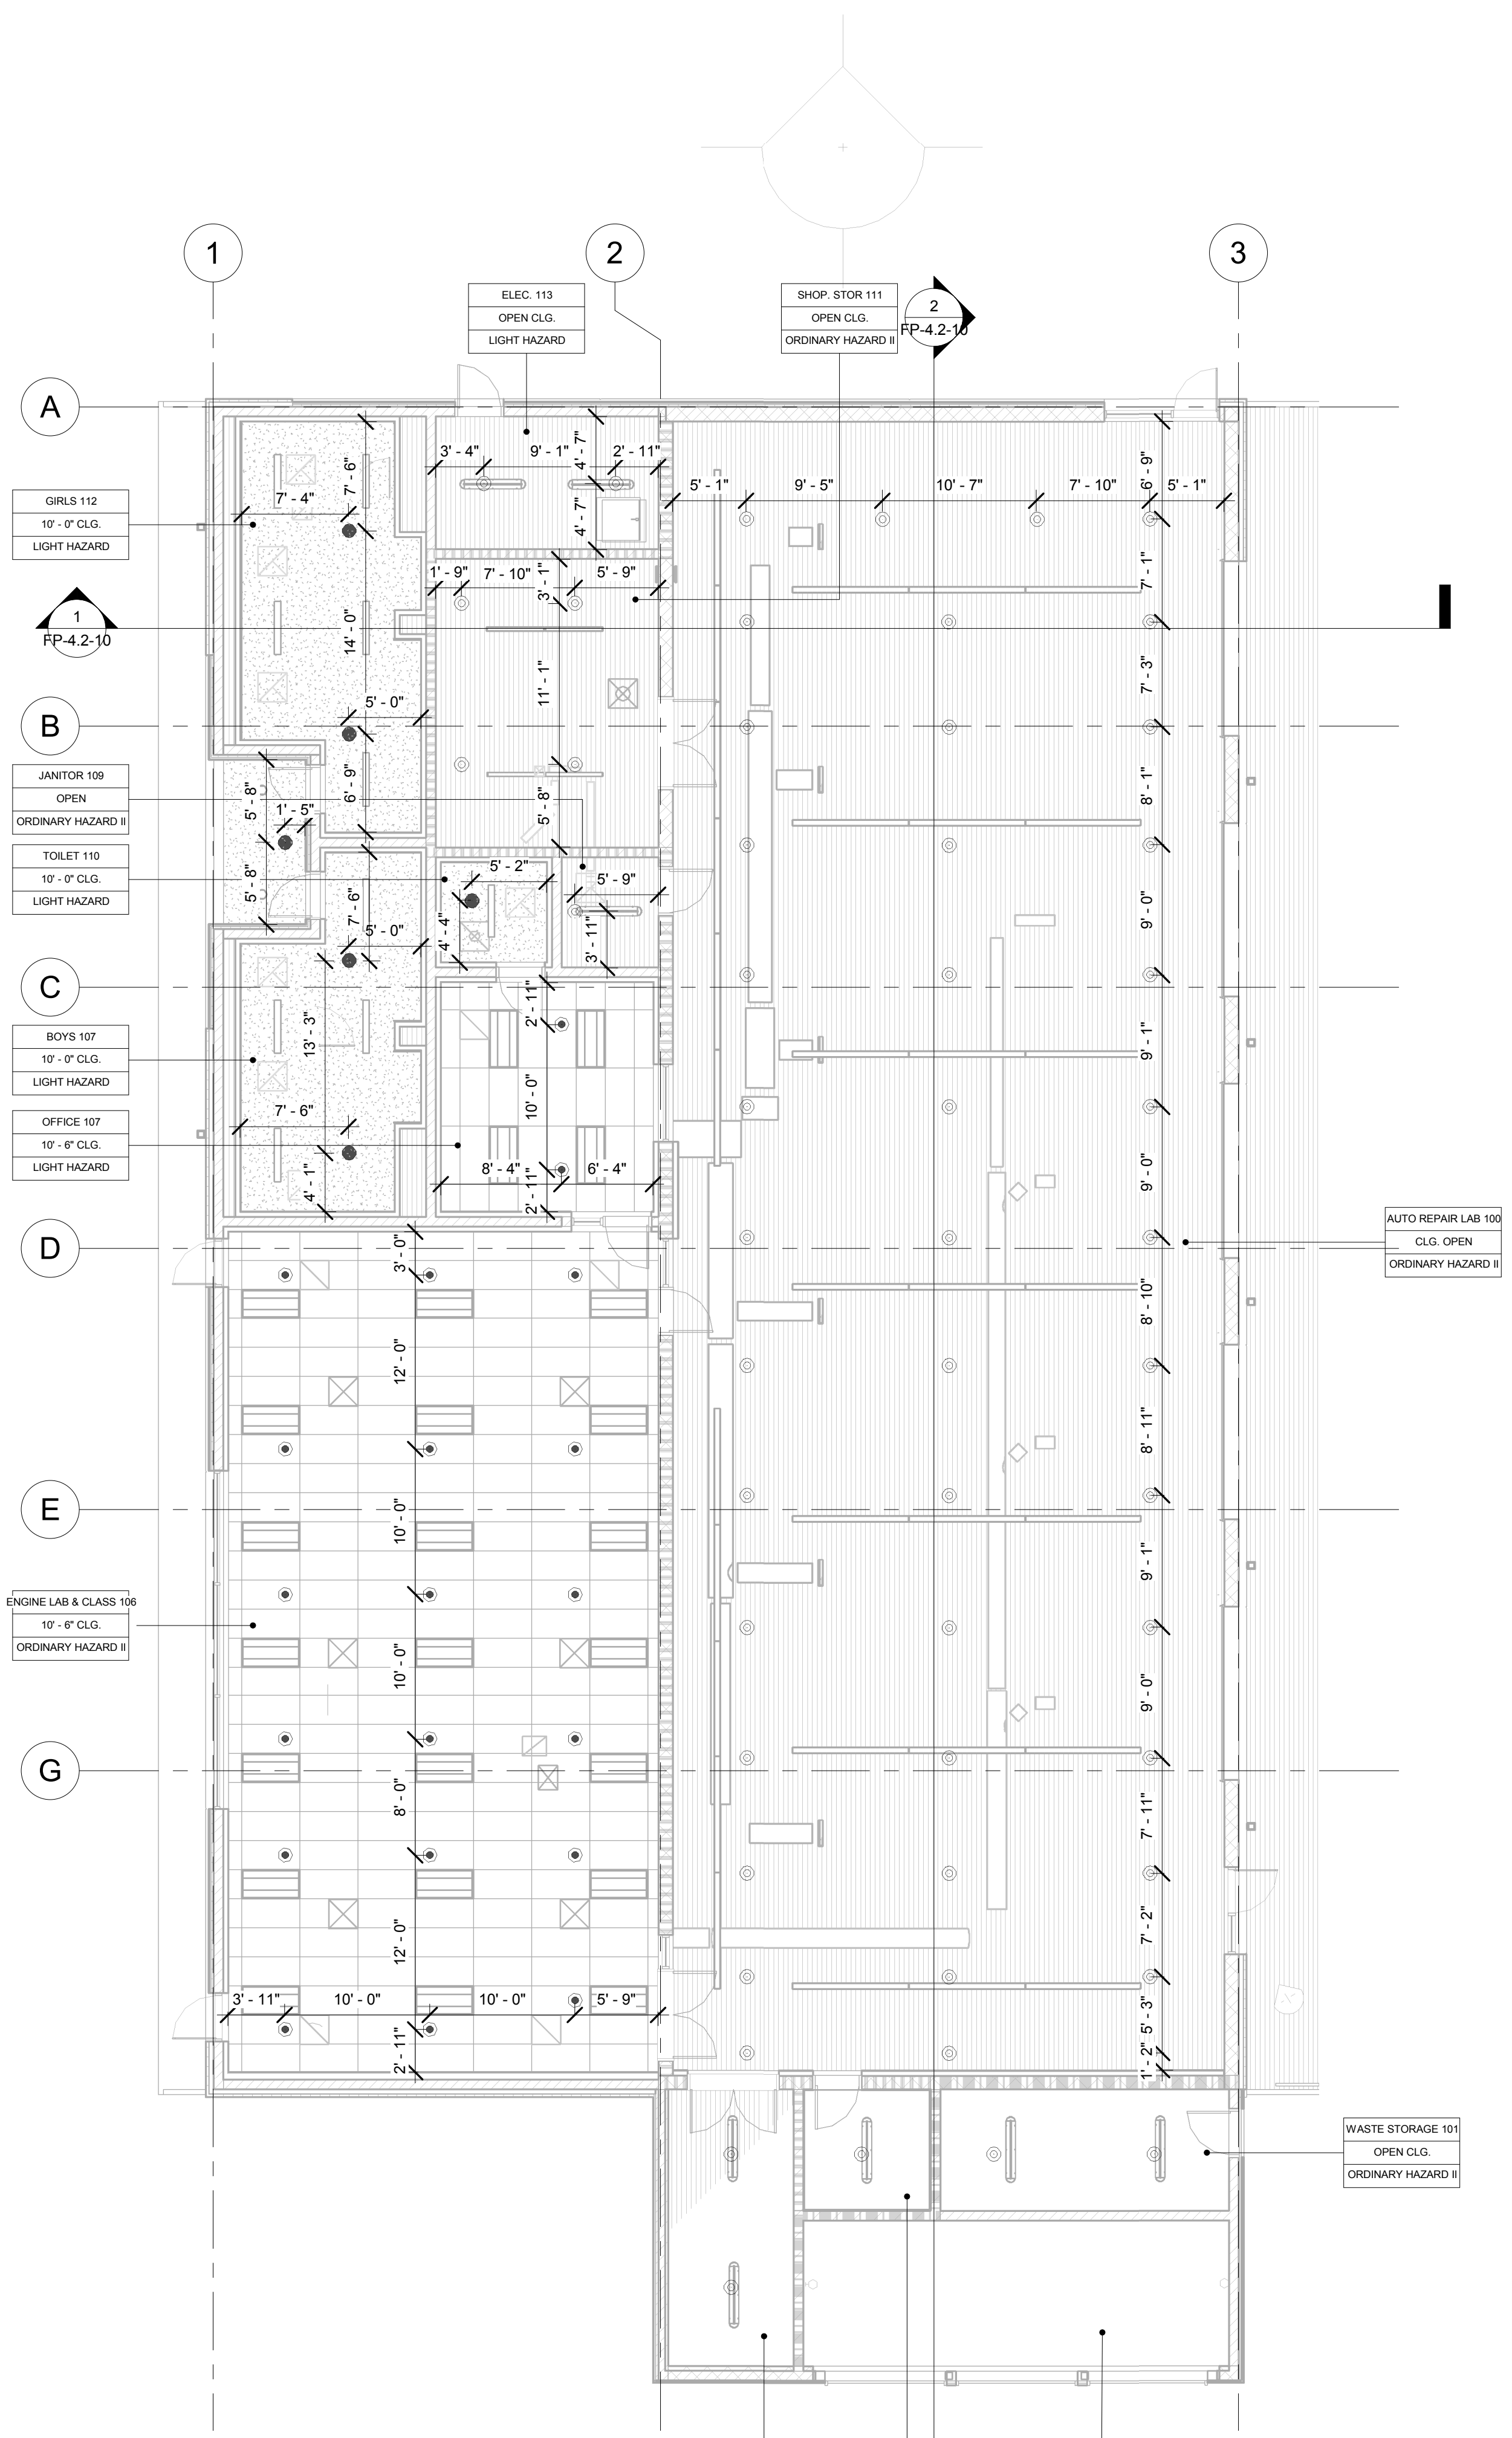 1
2
3
ELEC. 113
OPEN CLG.
LIGHT HAZARD
SHOP. STOR 111
OPEN CLG.
ORDINARY HAZARD II
2
FP-4.2-10
A
3' - 4"
9' - 1"
4' - 7"
2' - 11"
4' - 7"
7' - 6"
7' - 4"
5' - 1"
9' - 5"
10' - 7"
7' - 10"
6' - 9"
5' - 1"
GIRLS 112
10' - 0" CLG.
LIGHT HAZARD
1' - 9"
7' - 10"
3' - 1"
5' - 9"
7' - 1"
1
FP-4.2-10
14' - 0"
11' - 1"
7' - 3"
5' - 0"
B
JANITOR 109
OPEN
ORDINARY HAZARD II
5' - 8"
1' - 5"
6' - 9"
5' - 8"
8' - 1"
TOILET 110
10' - 0" CLG.
LIGHT HAZARD
5' - 8"
7' - 6"
5' - 0"
5' - 2"
4' - 4"
5' - 9"
3' - 11"
9' - 0"
C
BOYS 107
10' - 0" CLG.
LIGHT HAZARD
13' - 3"
2' - 11"
10' - 0"
9' - 1"
OFFICE 107
10' - 6" CLG.
LIGHT HAZARD
7' - 6"
4' - 1"
8' - 4"
2' - 11"
6' - 4"
9' - 0"
AUTO REPAIR LAB 100
CLG. OPEN
ORDINARY HAZARD II
D
3' - 0"
12' - 0"
8' - 10"
8' - 11"
E
10' - 0"
9' - 1"
ENGINE LAB & CLASS 106
10' - 6" CLG.
ORDINARY HAZARD II
10' - 0"
9' - 0"
G
8' - 0"
7' - 11"
12' - 0"
7' - 2"
3' - 11"
10' - 0"
10' - 0"
5' - 9"
2' - 11"
5' - 3"
1' - 2"
WASTE STORAGE 101
OPEN CLG.
ORDINARY HAZARD II